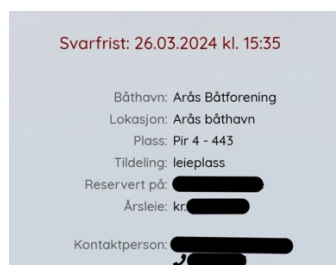 Svarfrist: 26.03.2024 kl. 15:35
Båthavn: Arås Båtforening
Lokasjon: Arås båthavn
Plass: Pir 4 - 443
Tildeling: leieplass
Reservert på:
Årsleie: kr.
Kontaktperson: